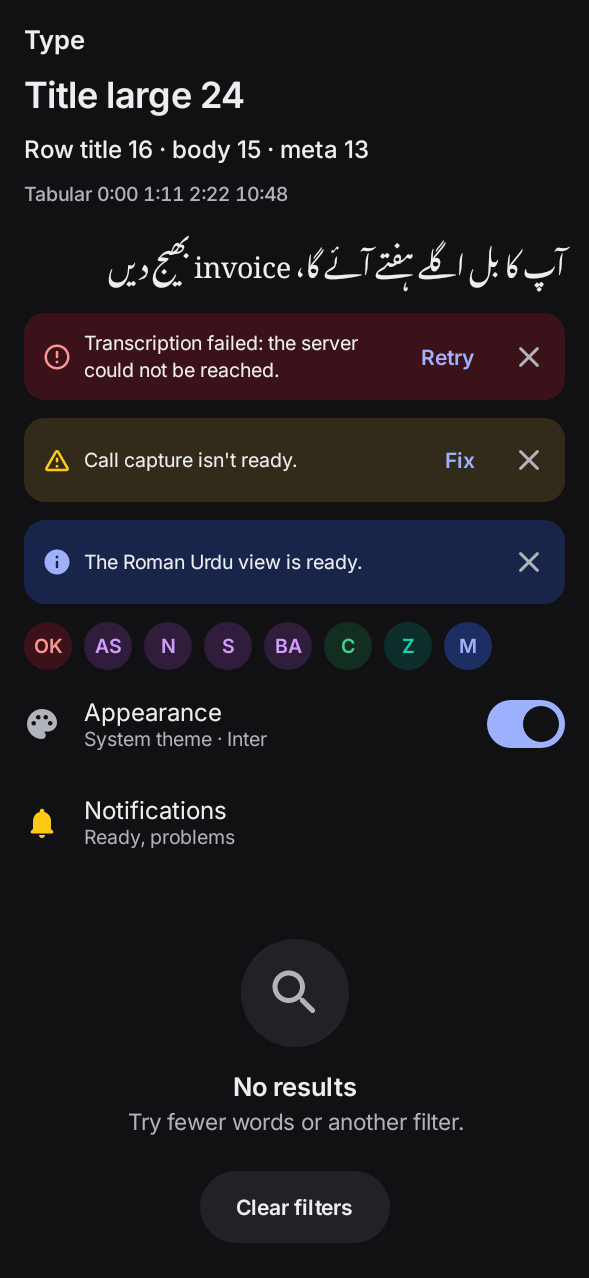 Type
Title large 24
Row title 16 · body 15 · meta 13
Tabular 0:00 1:11 2:22 10:48
آپ کا بل اگلے ہفتے آئے گا، invoice بھیج دیں
Transcription failed: the server
could not be reached.
Retry
Call capture isn't ready.
Fix
The Roman Urdu view is ready.
OK AS N S BA C Z M
Appearance
System theme · Inter
Notifications
Ready, problems
No results
Try fewer words or another filter.
Clear filters